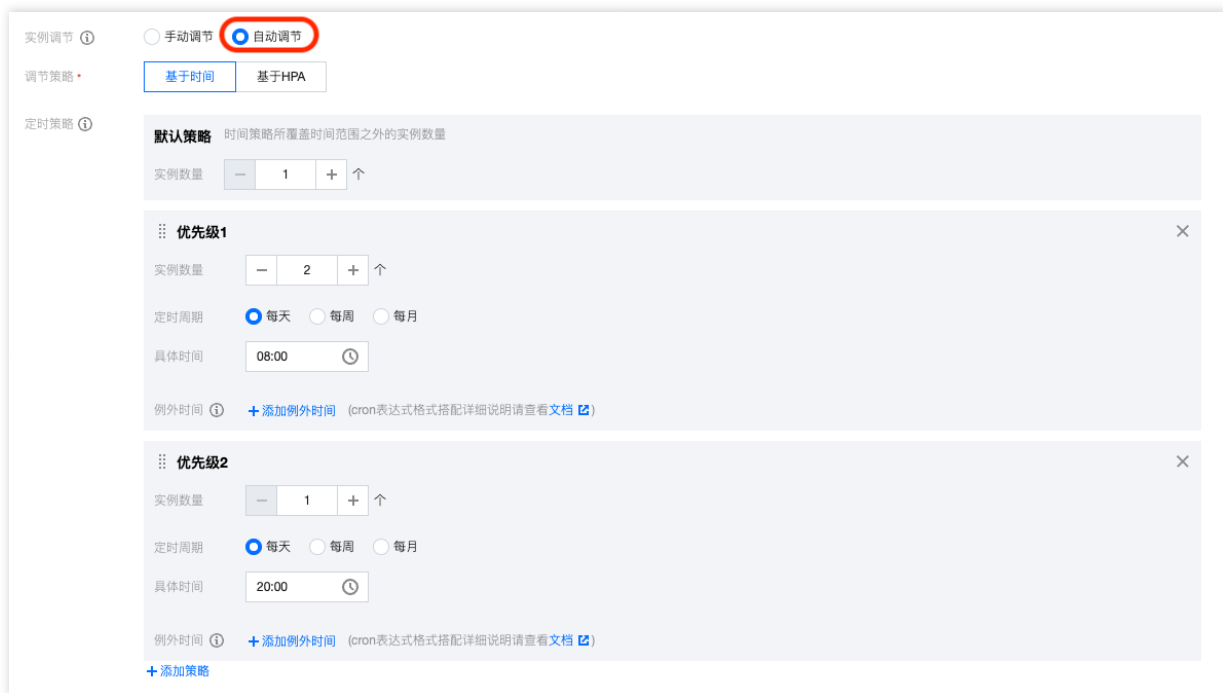 实例调节 手动调节 自动调节
调节策略 * 基于时间 基于HPA
定时策略
默认策略 时间策略所覆盖时间范围之外的实例数量
实例数量 − 1 + 个
优先级1
实例数量 − 2 + 个
定时周期 每天 每周 每月
具体时间 08:00
例外时间 +添加例外时间 (cron表达式格式搭配详细说明请查看文档)
优先级2
实例数量 − 1 + 个
定时周期 每天 每周 每月
具体时间 20:00
例外时间 +添加例外时间 (cron表达式格式搭配详细说明请查看文档)
+添加策略